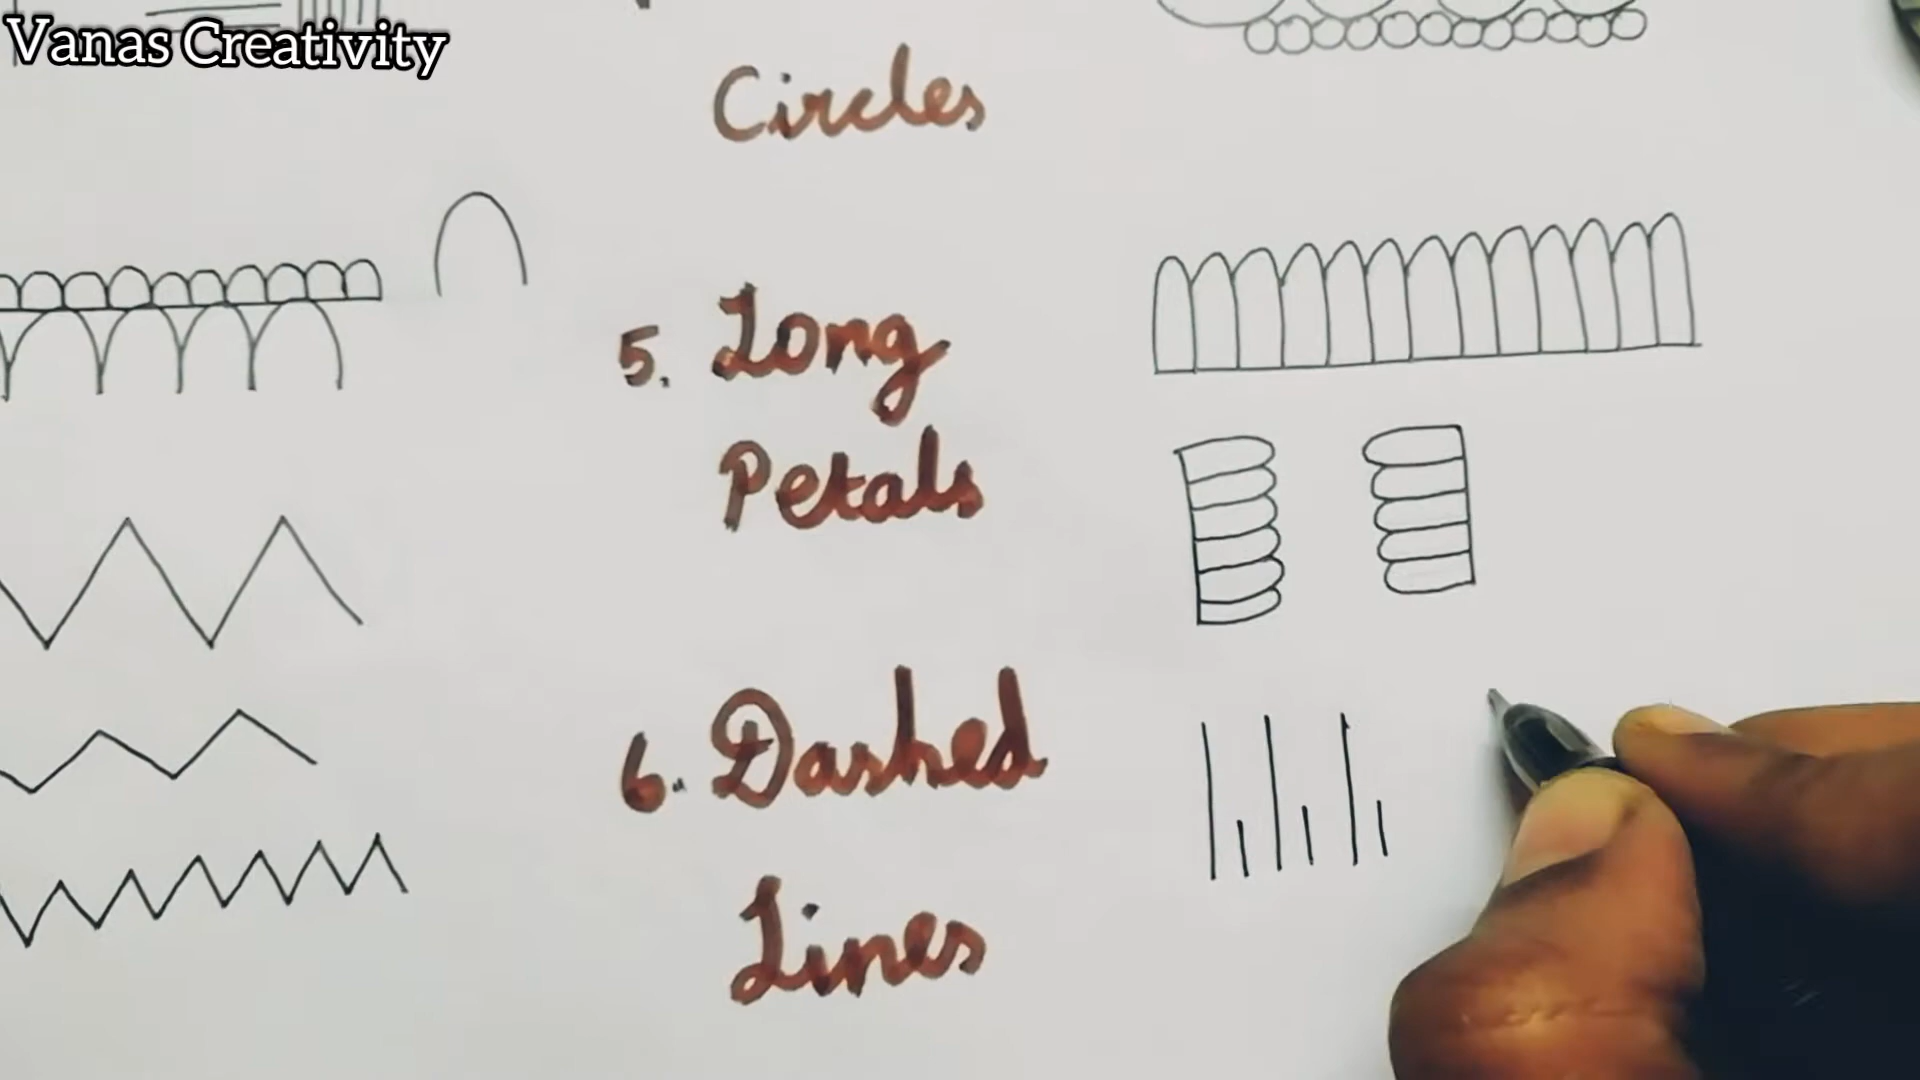 Vanas Creativity
Circles
5. Long
Petals
6. Dashed
Lines